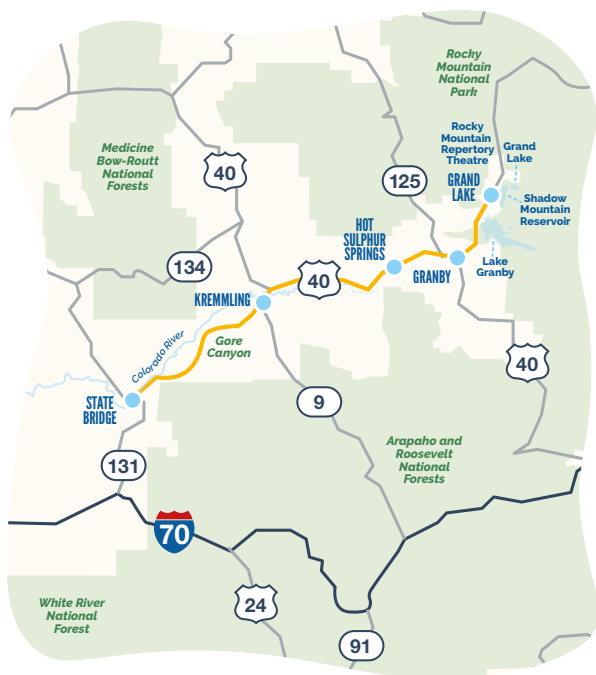 Rocky
Mountain
National
Park
Rocky
Mountain
Repertory
Theatre
Grand
Lake
Medicine
Bow-Routt
National
Forests
40
125
GRAND
LAKE
Shadow
Mountain
Reservoir
HOT
SULPHUR
SPRINGS
134
GRANBY
Lake
Granby
KREMMLING
40
Colorado River
Gore
Canyon
40
STATE
BRIDGE
9
131
Arapaho and
Roosevelt
National
Forests
70
White River
National
Forest
24
91